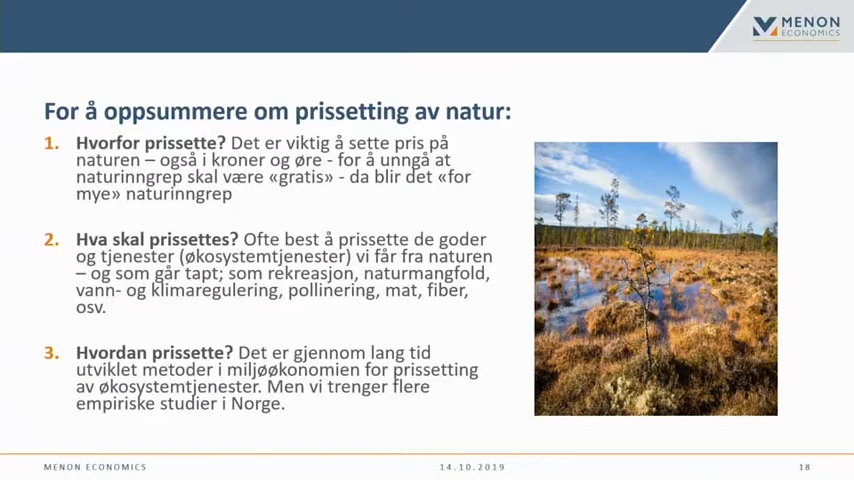 MENON
ECONOMICS
For å oppsummere om prissetting av natur:
1. Hvorfor prissette? Det er viktig å sette pris på
naturen – også i kroner og øre - for å unngå at
naturinngrep skal være «gratis» - da blir det «for
mye» naturinngrep
2. Hva skal prissettes? Ofte best å prissette de goder
og tjenester (økosystemtjenester) vi får fra naturen
– og som går tapt; som rekreasjon, naturmangfold,
vann- og klimaregulering, pollinering, mat, fiber,
osv.
3. Hvordan prissette? Det er gjennom lang tid
utviklet metoder i miljøøkonomien for prissetting
av økosystemtjenester. Men vi trenger flere
empiriske studier i Norge.
MENON ECONOMICS 14.10.2019 18